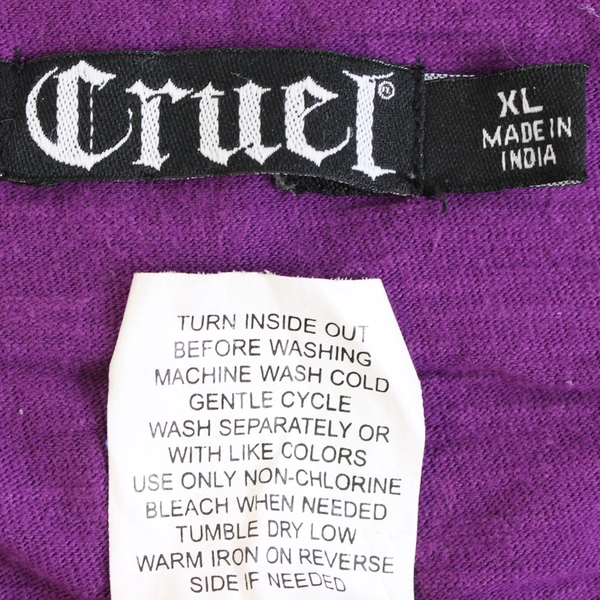 Cruel®
XL
MADE IN
INDIA
TURN INSIDE OUT
BEFORE WASHING
MACHINE WASH COLD
GENTLE CYCLE
WASH SEPARATELY OR
WITH LIKE COLORS
USE ONLY NON-CHLORINE
BLEACH WHEN NEEDED
TUMBLE DRY LOW
WARM IRON ON REVERSE
SIDE IF NEEDED